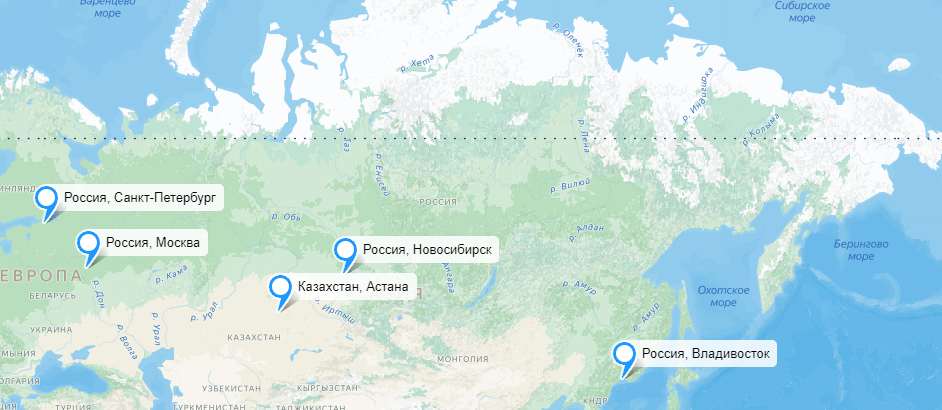 Баренцево
море
Сибирское
море
р. Оленёк
р. Хета
р. Индигирка
р. Колыма
р. Лена
р. Таз
р. Енисей
р. Вилюй
Россия, Санкт-Петербург
РОССИЯ
р. Обь
р. Алдан
Россия, Москва
Россия, Новосибирск
Берингово
море
ЕВРОПА
р. Кама
Ангара
Казахстан, Астана
р. Амур
Охотское
море
БЕЛАРУСЬ
р. Дон
р. Урал
р. Иртыш
р. Амур
УКРАИНА
р. Волга
р. Урал
КАЗАХСТАН
Россия, Владивосток
МОНГОЛИЯ
УЗБЕКИСТАН
КЫРГЫЗСТАН
ТУРЦИЯ
ТУРКМЕНИСТАН
ТАДЖИКИСТАН
КНДР